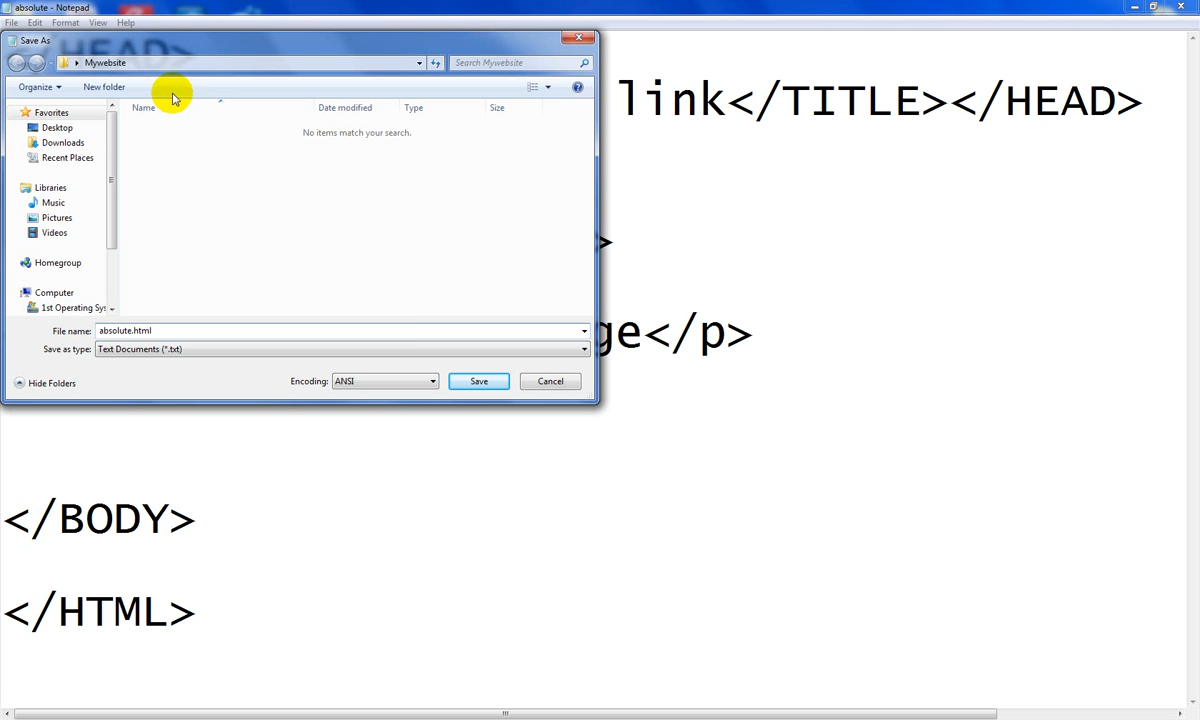 absolute - Notepad
File Edit Format View Help
HEAD>
Save As
Mywebsite
Search Mywebsite
Organize
New folder
Favorites
Desktop
Downloads
Recent Places
Libraries
Music
Pictures
Videos
Homegroup
Computer
1st Operating Sys
Name Date modified Type Size
No items match your search.
link</TITLE></HEAD>
>
ge</p>
File name: absolute.html
Save as type: Text Documents (*.txt)
Hide Folders
Encoding: ANSI
Save
Cancel
</BODY>
</HTML>